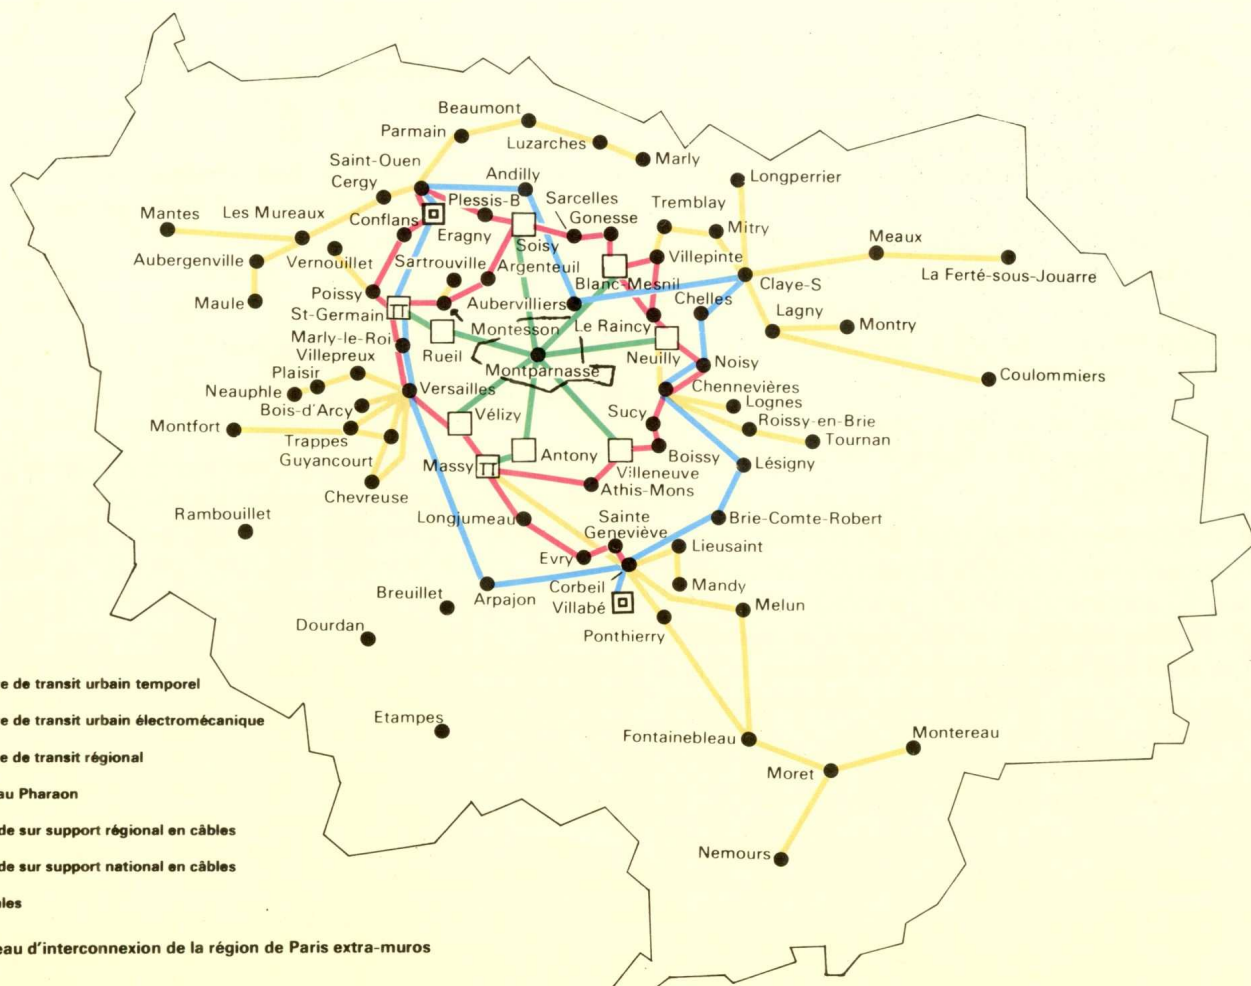 Beaumont
Parmain
Luzarches
Marly
Saint-Ouen
Andilly
Longperrier
Cergy
Plessis-B
Sarcelles
Tremblay
Mantes
Les Mureaux
Conflans
Gonesse
Mitry
Eragny
Soisy
Meaux
Aubergenville
Vernouillet
Sartrouville
Argenteuil
Villepinte
La Ferté-sous-Jouarre
Blanc-Mesnil
Claye-S
Maule
Poissy
Aubervilliers
Chelles
St-Germain
Lagny
Montesson
Le Raincy
Montry
Marly-le-Roi
Rueil
Neuilly
Villepreux
Montparnasse
Noisy
Plaisir
Coulommiers
Neauphle
Versailles
Chennevières
Bois-d'Arcy
Lognes
Vélizy
Sucy
Roissy-en-Brie
Montfort
Trappes
Tournan
Guyancourt
Massy
Antony
Boissy
Villeneuve
Lésigny
Chevreuse
Athis-Mons
Rambouillet
Longjumeau
Sainte
Geneviève
Brie-Comte-Robert
Evry
Lieusaint
Corbeil
Mandy
Breuillet
Arpajon
Villabé
Melun
Dourdan
Ponthierry
Etampes
Fontainebleau
Montereau
Moret
Nemours
e de transit urbain temporel
e de transit urbain électromécanique
e de transit régional
au Pharaon
de sur support régional en câbles
de sur support national en câbles
les
eau d'interconnexion de la région de Paris extra-muros